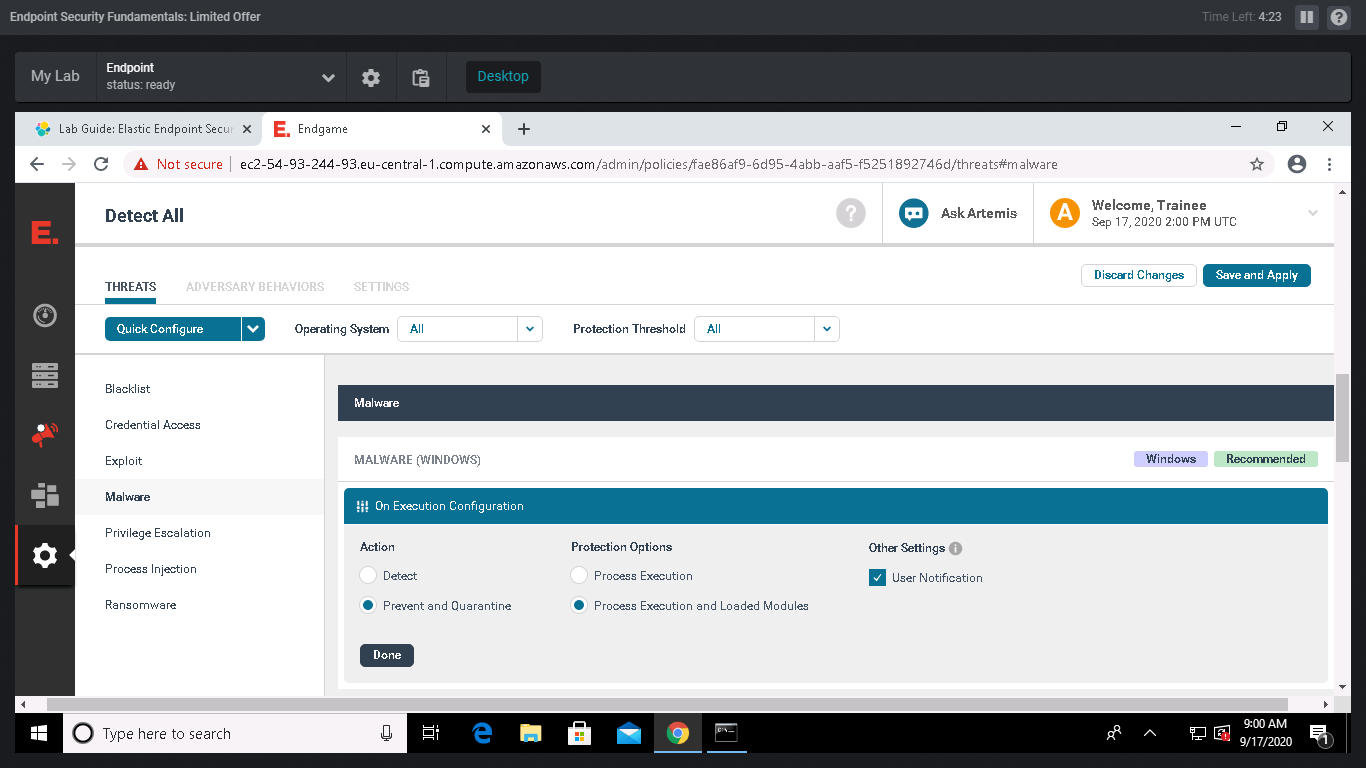 Endpoint Security Fundamentals: Limited Offer
Time Left: 4:23
My Lab
Endpoint
status: ready
Desktop
Lab Guide: Elastic Endpoint Secur
E. Endgame
Not secure
ec2-54-93-244-93.eu-central-1.compute.amazonaws.com/admin/policies/fae86af9-6d95-4abb-aaf5-f5251892746d/threats#malware
E.
Detect All
?
Ask Artemis
A
Welcome, Trainee
Sep 17, 2020 2:00 PM UTC
THREATS
ADVERSARY BEHAVIORS
SETTINGS
Discard Changes
Save and Apply
Quick Configure
Operating System
All
Protection Threshold
All
Blacklist
Credential Access
Exploit
Malware
Privilege Escalation
Process Injection
Ransomware
Malware
MALWARE (WINDOWS)
Windows
Recommended
On Execution Configuration
Action
Detect
Prevent and Quarantine
Protection Options
Process Execution
Process Execution and Loaded Modules
Other Settings
User Notification
Done
Type here to search
9:00 AM
9/17/2020
1